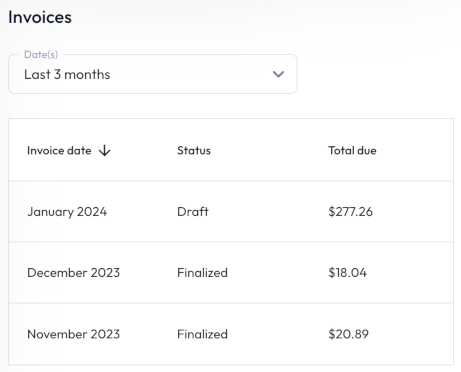 Invoices
Date(s)
Last 3 months
Invoice date ↓ Status Total due
January 2024 Draft $277.26
December 2023 Finalized $18.04
November 2023 Finalized $20.89